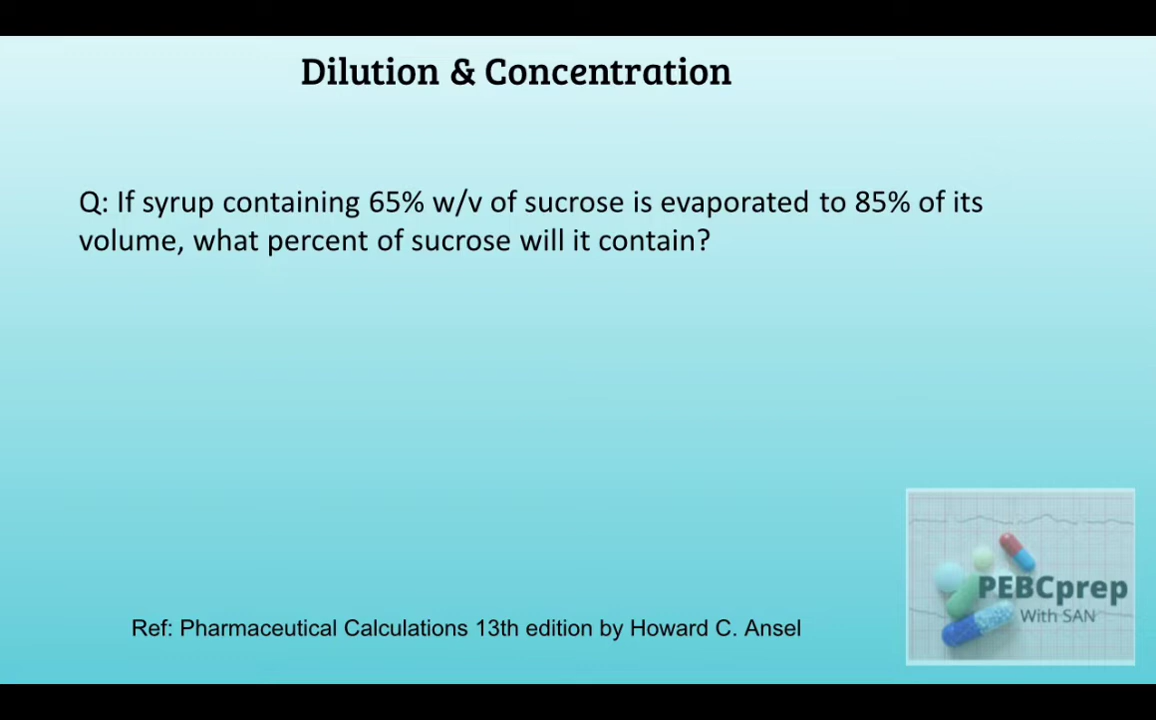 Dilution & Concentration
Q: If syrup containing 65% w/v of sucrose is evaporated to 85% of its
volume, what percent of sucrose will it contain?
PEBCprep
With SAN
Ref: Pharmaceutical Calculations 13th edition by Howard C. Ansel